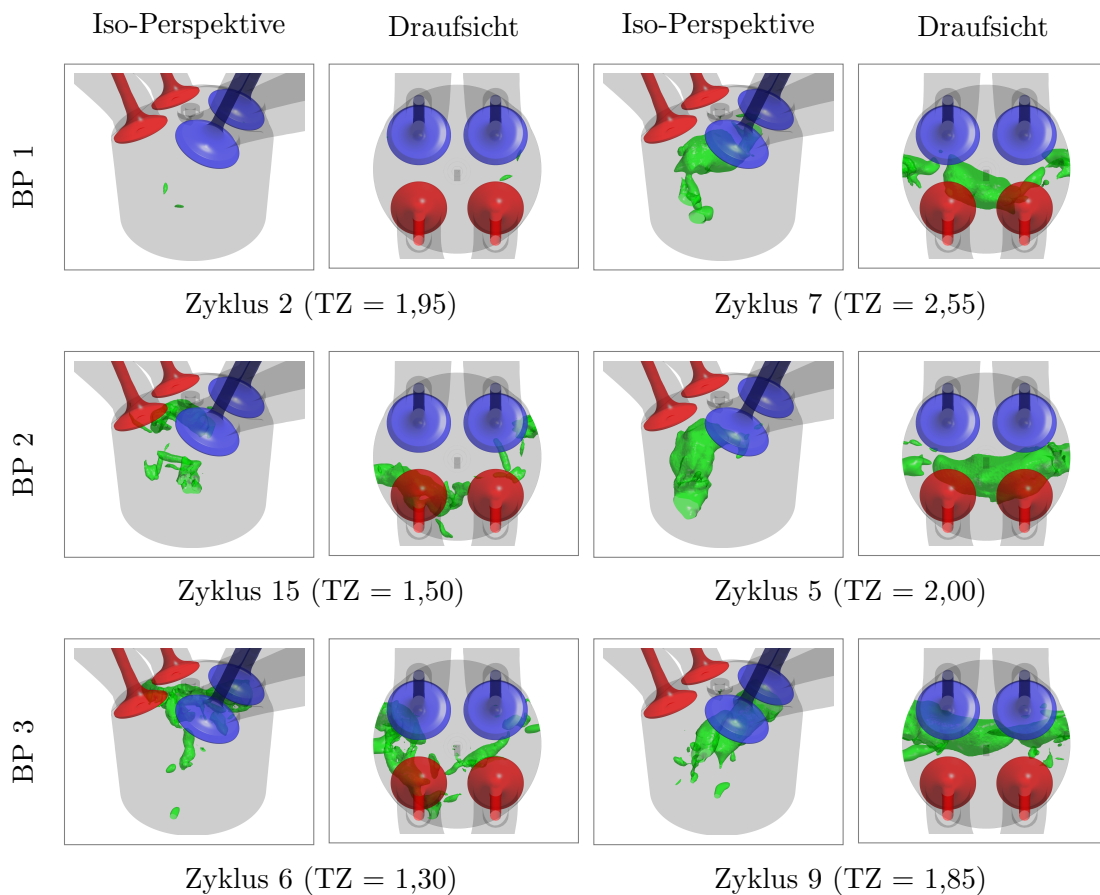 Iso-Perspektive Draufsicht Iso-Perspektive Draufsicht
BP 1
Zyklus 2 (TZ = 1,95) Zyklus 7 (TZ = 2,55)
BP 2
Zyklus 15 (TZ = 1,50) Zyklus 5 (TZ = 2,00)
BP 3
Zyklus 6 (TZ = 1,30) Zyklus 9 (TZ = 1,85)